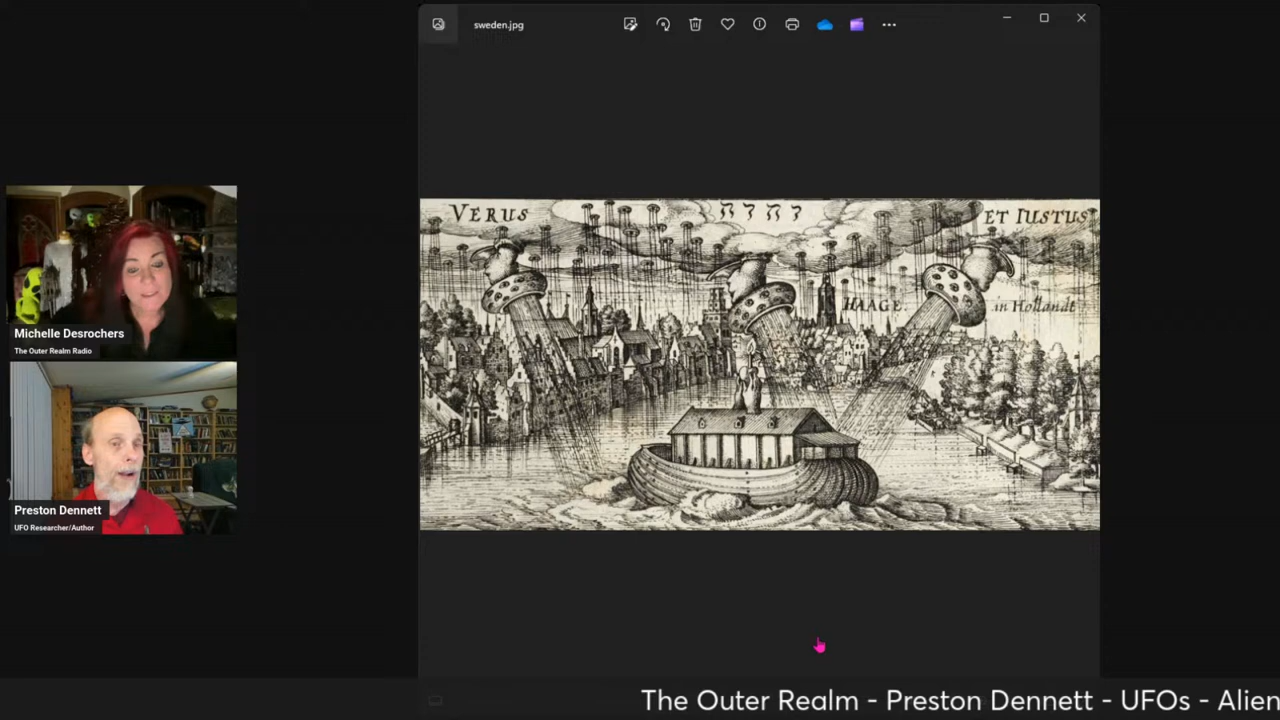 sweden.jpg
VERUS
ET IUSTUS
HAAGE
in Hollandt
Michelle Desrochers
The Outer Realm Radio
Preston Dennett
UFO Researcher/Author
The Outer Realm - Preston Dennett - UFOs - Alien